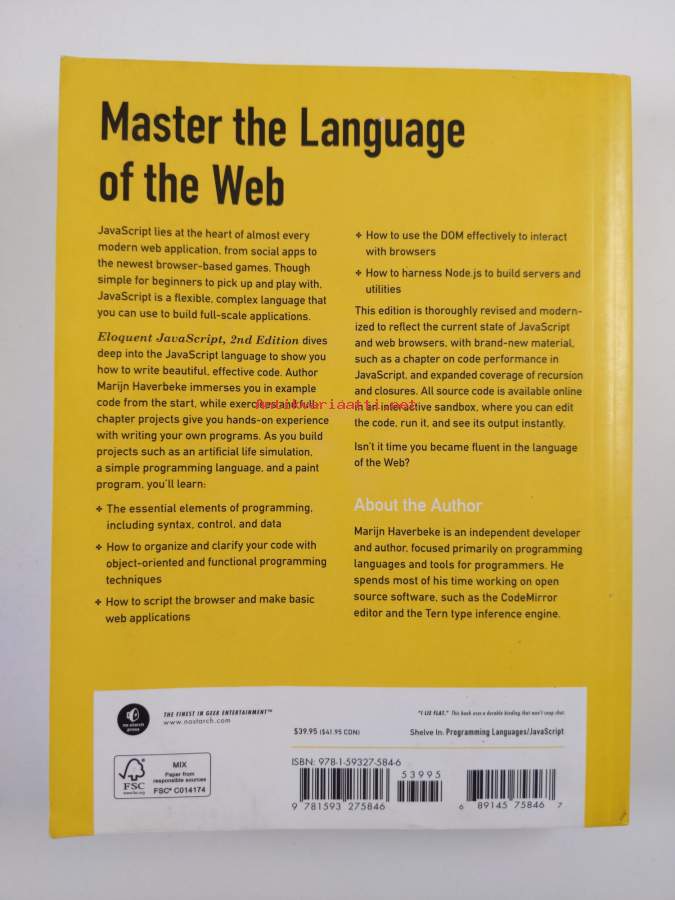 Master the Language
of the Web
JavaScript lies at the heart of almost every
modern web application, from social apps to
the newest browser-based games. Though
simple for beginners to pick up and play with,
JavaScript is a flexible, complex language that
you can use to build full-scale applications.
Eloquent JavaScript, 2nd Edition dives
deep into the JavaScript language to show you
how to write beautiful, effective code. Author
Marijn Haverbeke immerses you in example
code from the start, while exercises and full-
chapter projects give you hands-on experience
with writing your own programs. As you build
projects such as an artificial life simulation,
a simple programming language, and a paint
program, you'll learn:
❖ The essential elements of programming,
including syntax, control, and data
❖ How to organize and clarify your code with
object-oriented and functional programming
techniques
❖ How to script the browser and make basic
web applications
❖ How to use the DOM effectively to interact
with browsers
❖ How to harness Node.js to build servers and
utilities
This edition is thoroughly revised and modern-
ized to reflect the current state of JavaScript
and web browsers, with brand-new material,
such as a chapter on code performance in
JavaScript, and expanded coverage of recursion
and closures. All source code is available online
in an interactive sandbox, where you can edit
the code, run it, and see its output instantly.
Isn't it time you became fluent in the language
of the Web?
About the Author
Marijn Haverbeke is an independent developer
and author, focused primarily on programming
languages and tools for programmers. He
spends most of his time working on open
source software, such as the CodeMirror
editor and the Tern type inference engine.
Antikvariaatti.net
no starch
press
THE FINEST IN GEEK ENTERTAINMENT™
www.nostarch.com
"I LIE FLAT." This book uses a durable binding that won't snap shut.
$39.95 ($41.95 CDN)
Shelve In: Programming Languages/JavaScript
FSC
www.fsc.org
MIX
Paper from
responsible sources
FSC® C014174
ISBN: 978-1-59327-584-6
53995
9 781593 275846
6 89145 75846 7